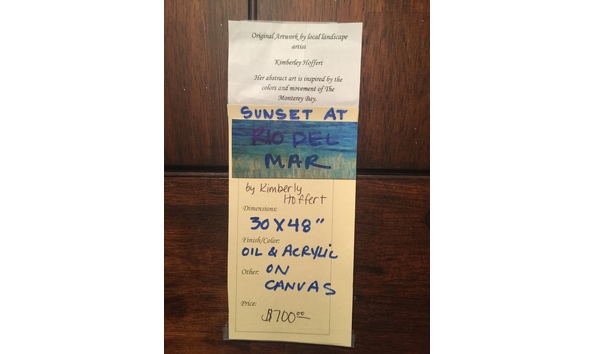 Original Artwork by local landscape
artist
Kimberley Hoffert
Her abstract art is inspired by the
colors and movement of The
Monterey Bay.
SUNSET AT
RIO DEL
MAR
by Kimberly
Hoffert
Dimensions:
30 X 48"
Finish/Color:
OIL & ACRYLIC
Other: ON
CANVAS
Price:
$700.00